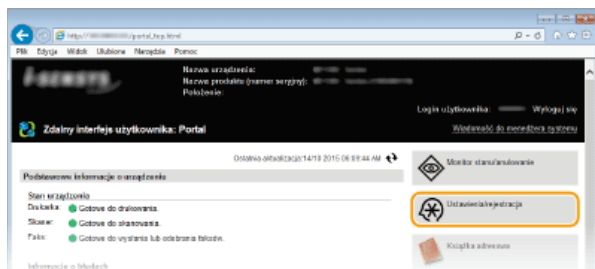 http://
/portal_top.html
Plik Edycja Widok Ulubione Narzędzia Pomoc
Nazwa urządzenia:
Nazwa produktu (numer seryjny):
Położenie:
Login użytkownika: Wyloguj się
Zdalny interfejs użytkownika: Portal
Wiadomość do menedżera systemu
Ostatnia aktualizacja:14/10 2015 06:59:44 AM
Podstawowe informacje o urządzeniu
Stan urządzenia
Drukarka: Gotowe do drukowania.
Skaner: Gotowe do skanowania.
Faks: Gotowe do wysłania lub odebrania faksów.
Informacje o błędach
Monitor stanu/anulowanie
Ustawienia/rejestracja
Książka adresowa